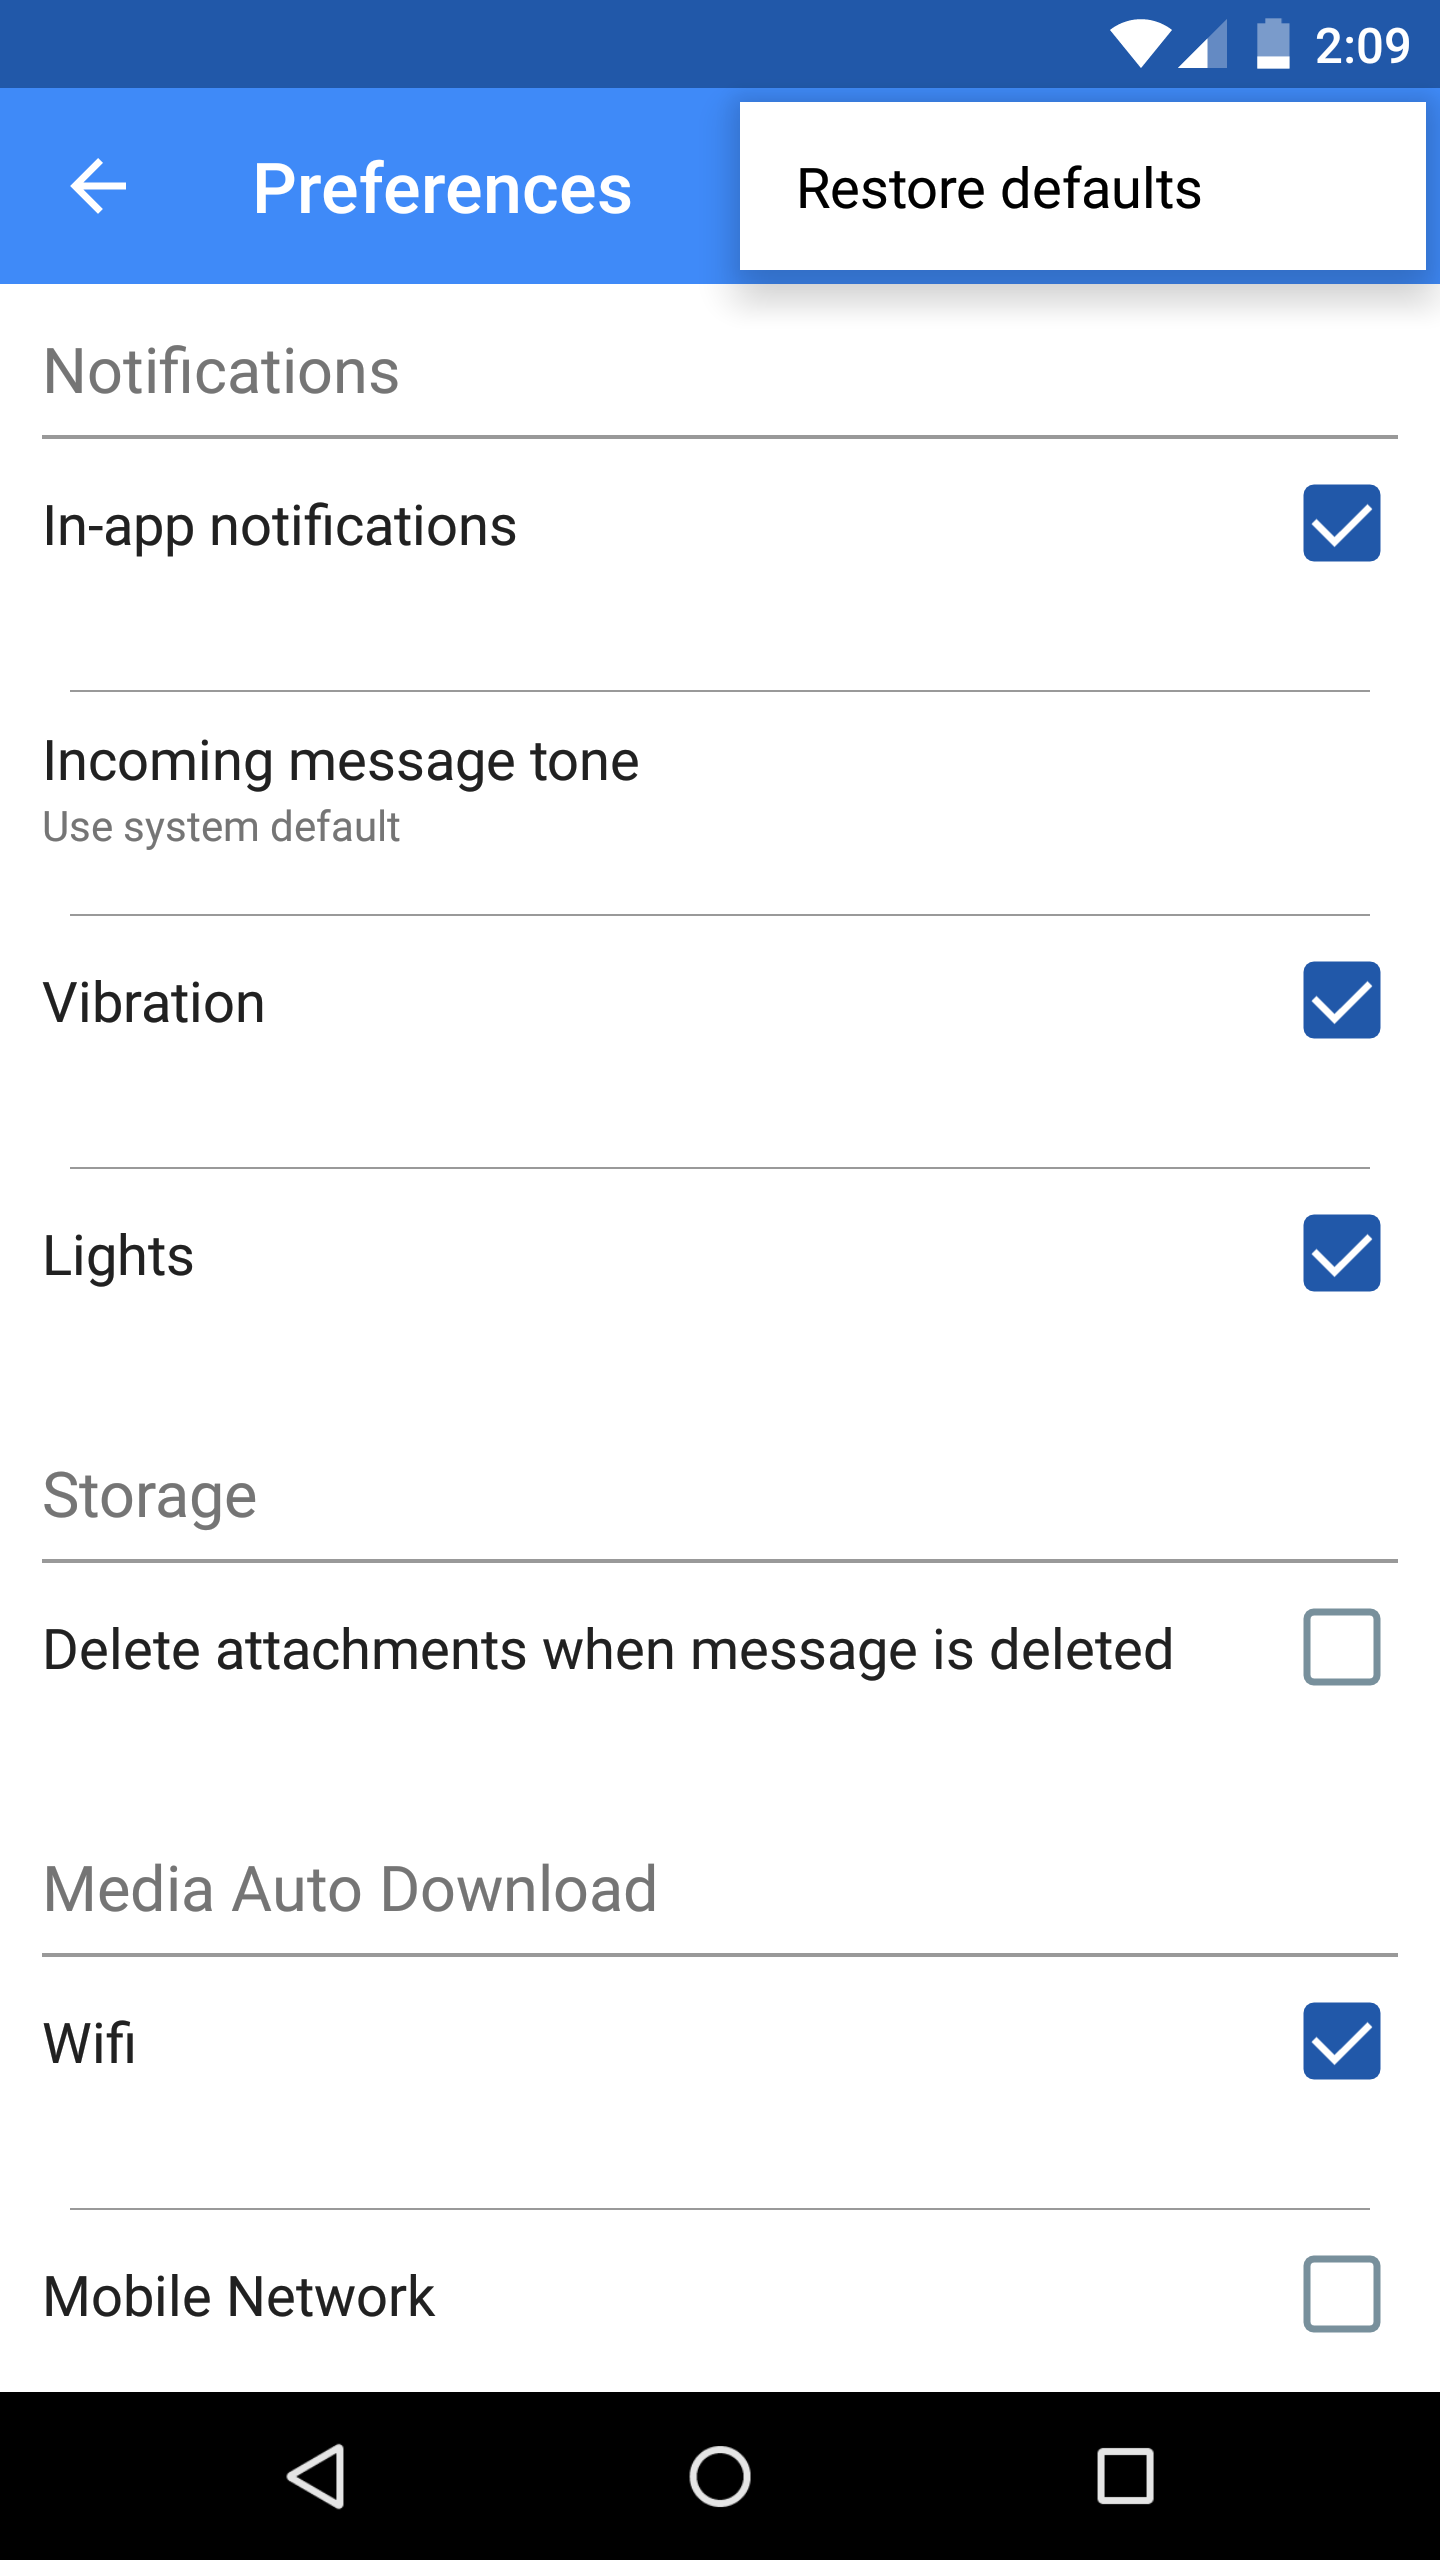 2:09
Preferences
Restore defaults
Notifications
In-app notifications
Incoming message tone
Use system default
Vibration
Lights
Storage
Delete attachments when message is deleted
Media Auto Download
Wifi
Mobile Network